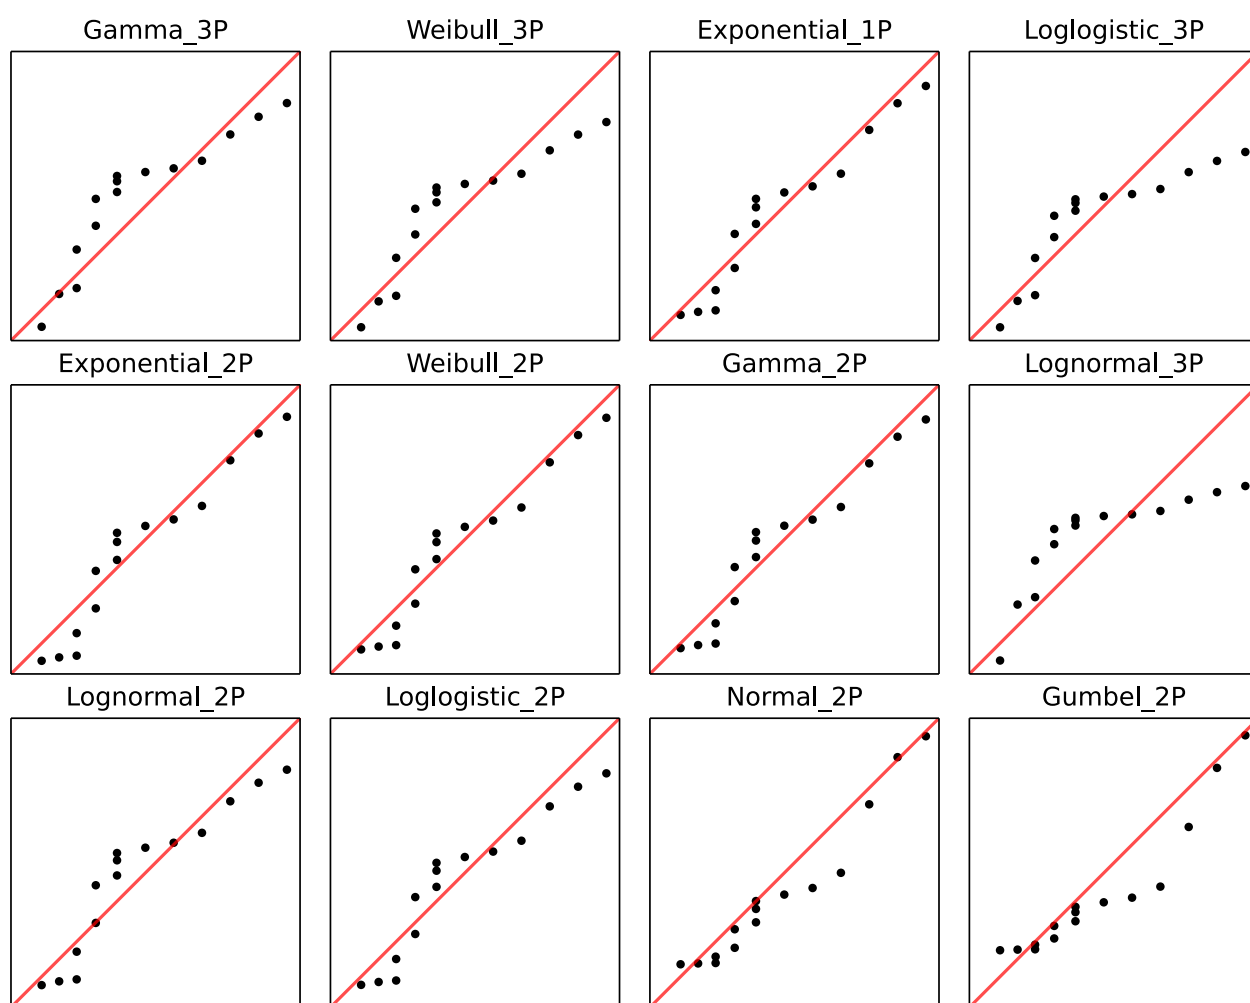 Gamma_3P
Weibull_3P
Exponential_1P
Loglogistic_3P
Exponential_2P
Weibull_2P
Gamma_2P
Lognormal_3P
Lognormal_2P
Loglogistic_2P
Normal_2P
Gumbel_2P